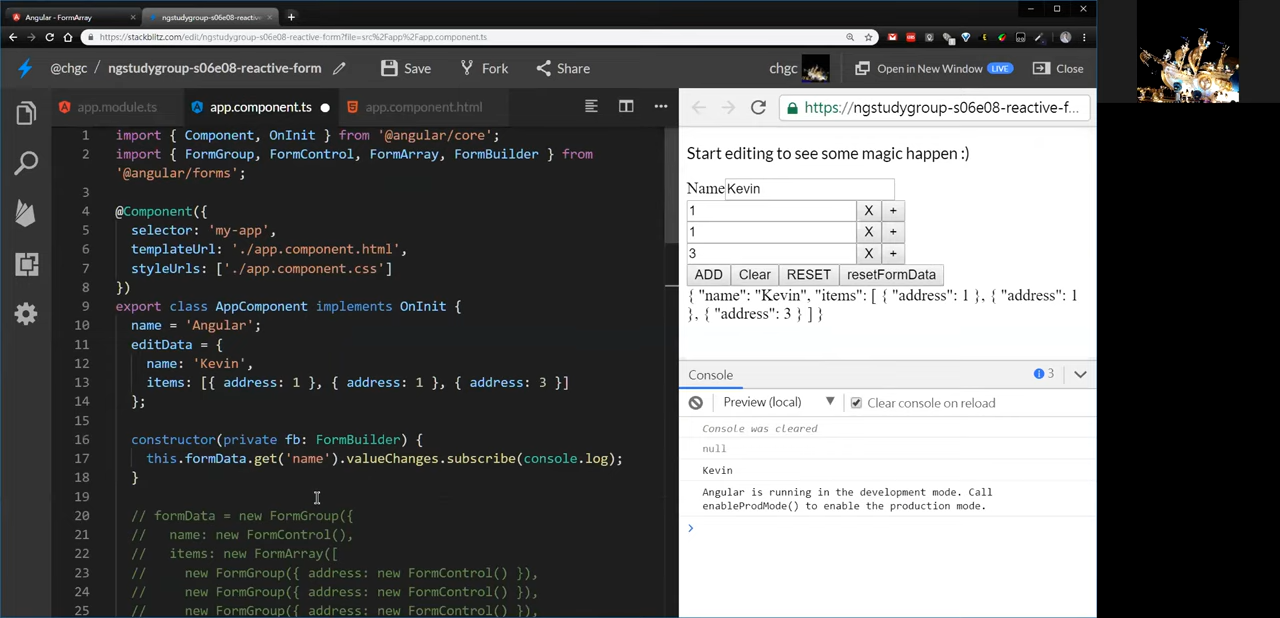 Angular - FormArray
ngstudygroup-s06e08-reactive
https://stackblitz.com/edit/ngstudygroup-s06e08-reactive-form?file=src%2Fapp%2Fapp.component.ts
@chgc / ngstudygroup-s06e08-reactive-form
Save
Fork
Share
chgc
Open in New Window LIVE
Close
app.module.ts
app.component.ts
app.component.html
https://ngstudygroup-s06e08-reactive-f...
1 import { Component, OnInit } from '@angular/core';
2 import { FormGroup, FormControl, FormArray, FormBuilder } from
'@angular/forms';
3
4 @Component({
5 selector: 'my-app',
6 templateUrl: './app.component.html',
7 styleUrls: ['./app.component.css']
8 })
9 export class AppComponent implements OnInit {
10 name = 'Angular';
11 editData = {
12 name: 'Kevin',
13 items: [{ address: 1 }, { address: 1 }, { address: 3 }]
14 };
15
16 constructor(private fb: FormBuilder) {
17 this.formData.get('name').valueChanges.subscribe(console.log);
18 }
19
20 // formData = new FormGroup({
21 // name: new FormControl(),
22 // items: new FormArray([
23 // new FormGroup({ address: new FormControl() }),
24 // new FormGroup({ address: new FormControl() }),
25 // new FormGroup({ address: new FormControl() }),
Start editing to see some magic happen :)
Name Kevin
1 X +
1 X +
3 X +
ADD Clear RESET resetFormData
{ "name": "Kevin", "items": [ { "address": 1 }, { "address": 1
}, { "address": 3 } ] }
Console
3
Preview (local)
Clear console on reload
Console was cleared
null
Kevin
Angular is running in the development mode. Call
enableProdMode() to enable the production mode.